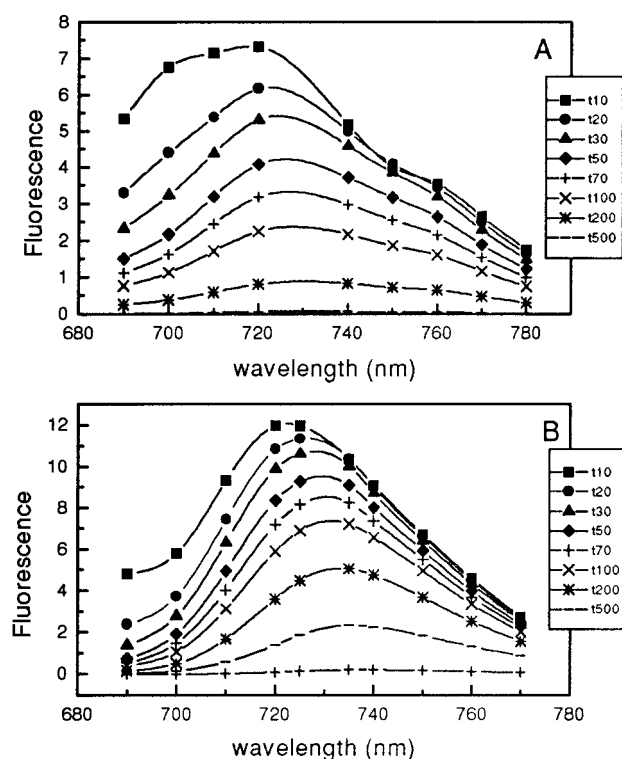 A
8
7
6
5
4
3
2
1
0
Fluorescence
680 700 720 740 760 780
wavelength (nm)
t10
t20
t30
t50
t70
t100
t200
t500
B
12
10
8
6
4
2
0
Fluorescence
680 700 720 740 760 780
wavelength (nm)
t10
t20
t30
t50
t70
t100
t200
t500